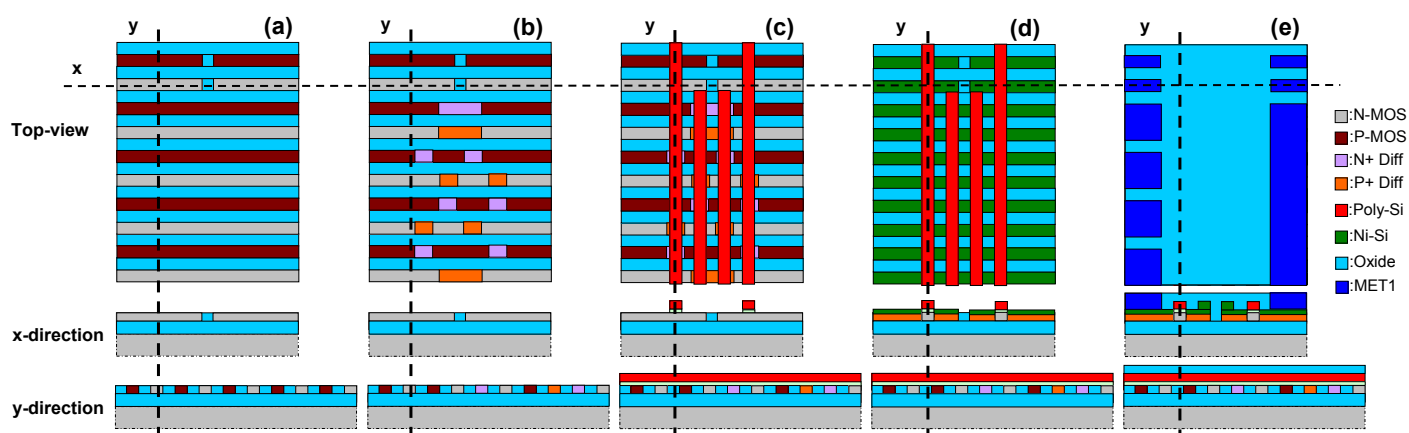 y (a) y (b) y (c) y (d) y (e)
x
Top-view
:N-MOS
:P-MOS
:N+ Diff
:P+ Diff
:Poly-Si
:Ni-Si
:Oxide
:MET1
x-direction
y-direction